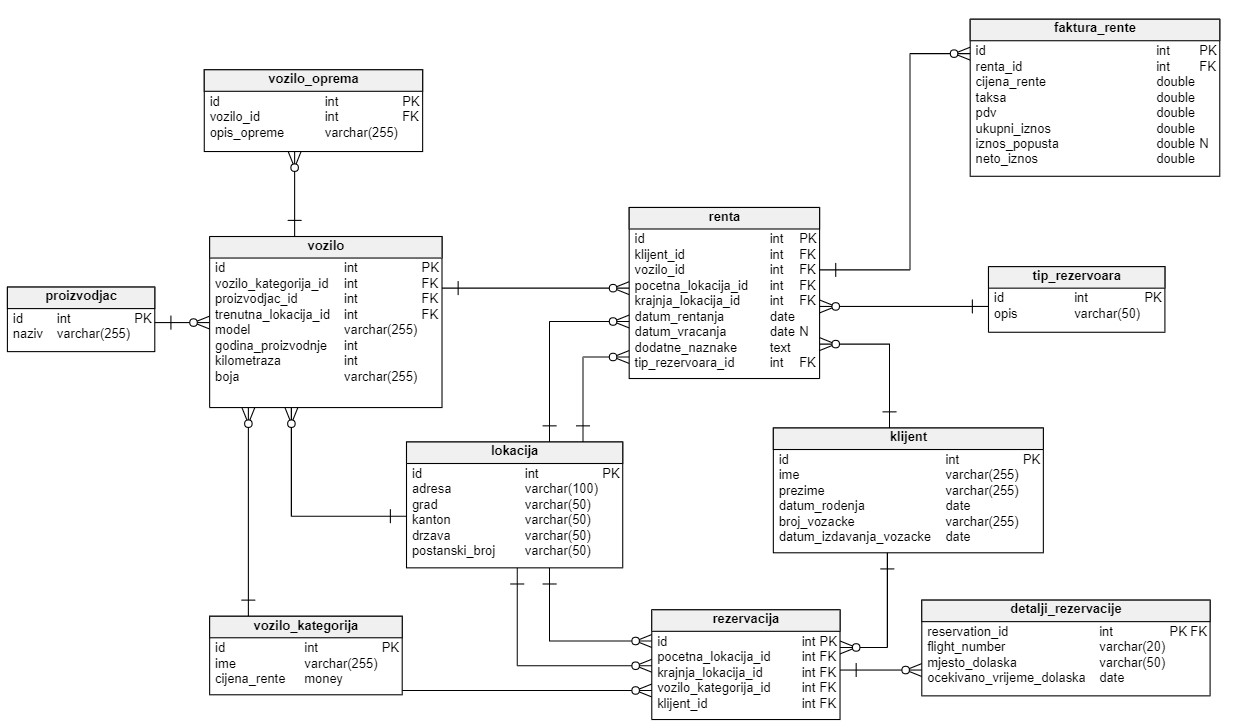 faktura_rente
id int PK
renta_id int FK
cijena_rente double
taksa double
pdv double
ukupni_iznos double
iznos_popusta double N
neto_iznos double
vozilo_oprema
id int PK
vozilo_id int FK
opis_opreme varchar(255)
renta
id int PK
klijent_id int FK
vozilo_id int FK
pocetna_lokacija_id int FK
krajnja_lokacija_id int FK
datum_rentanja date
datum_vracanja date N
dodatne_naznake text
tip_rezervoara_id int FK
vozilo
id int PK
vozilo_kategorija_id int FK
proizvodjac_id int FK
trenutna_lokacija_id int FK
model varchar(255)
godina_proizvodnje int
kilometraza int
boja varchar(255)
tip_rezervoara
id int PK
opis varchar(50)
proizvodjac
id int PK
naziv varchar(255)
klijent
id int PK
ime varchar(255)
prezime varchar(255)
datum_rodenja date
broj_vozacke varchar(255)
datum_izdavanja_vozacke date
lokacija
id int PK
adresa varchar(100)
grad varchar(50)
kanton varchar(50)
drzava varchar(50)
postanski_broj varchar(50)
detalji_rezervacije
reservation_id int PK FK
flight_number varchar(20)
mjesto_dolaska varchar(50)
ocekivano_vrijeme_dolaska date
rezervacija
id int PK
pocetna_lokacija_id int FK
krajnja_lokacija_id int FK
vozilo_kategorija_id int FK
klijent_id int FK
vozilo_kategorija
id int PK
ime varchar(255)
cijena_rente money